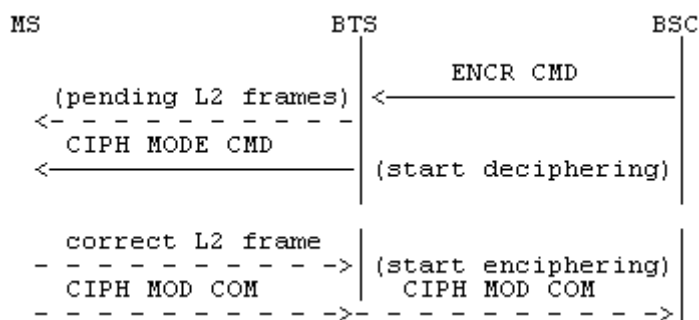 MS BTS BSC
ENCR CMD
(pending L2 frames)
CIPH MODE CMD
(start deciphering)
correct L2 frame
(start enciphering)
CIPH MOD COM CIPH MOD COM